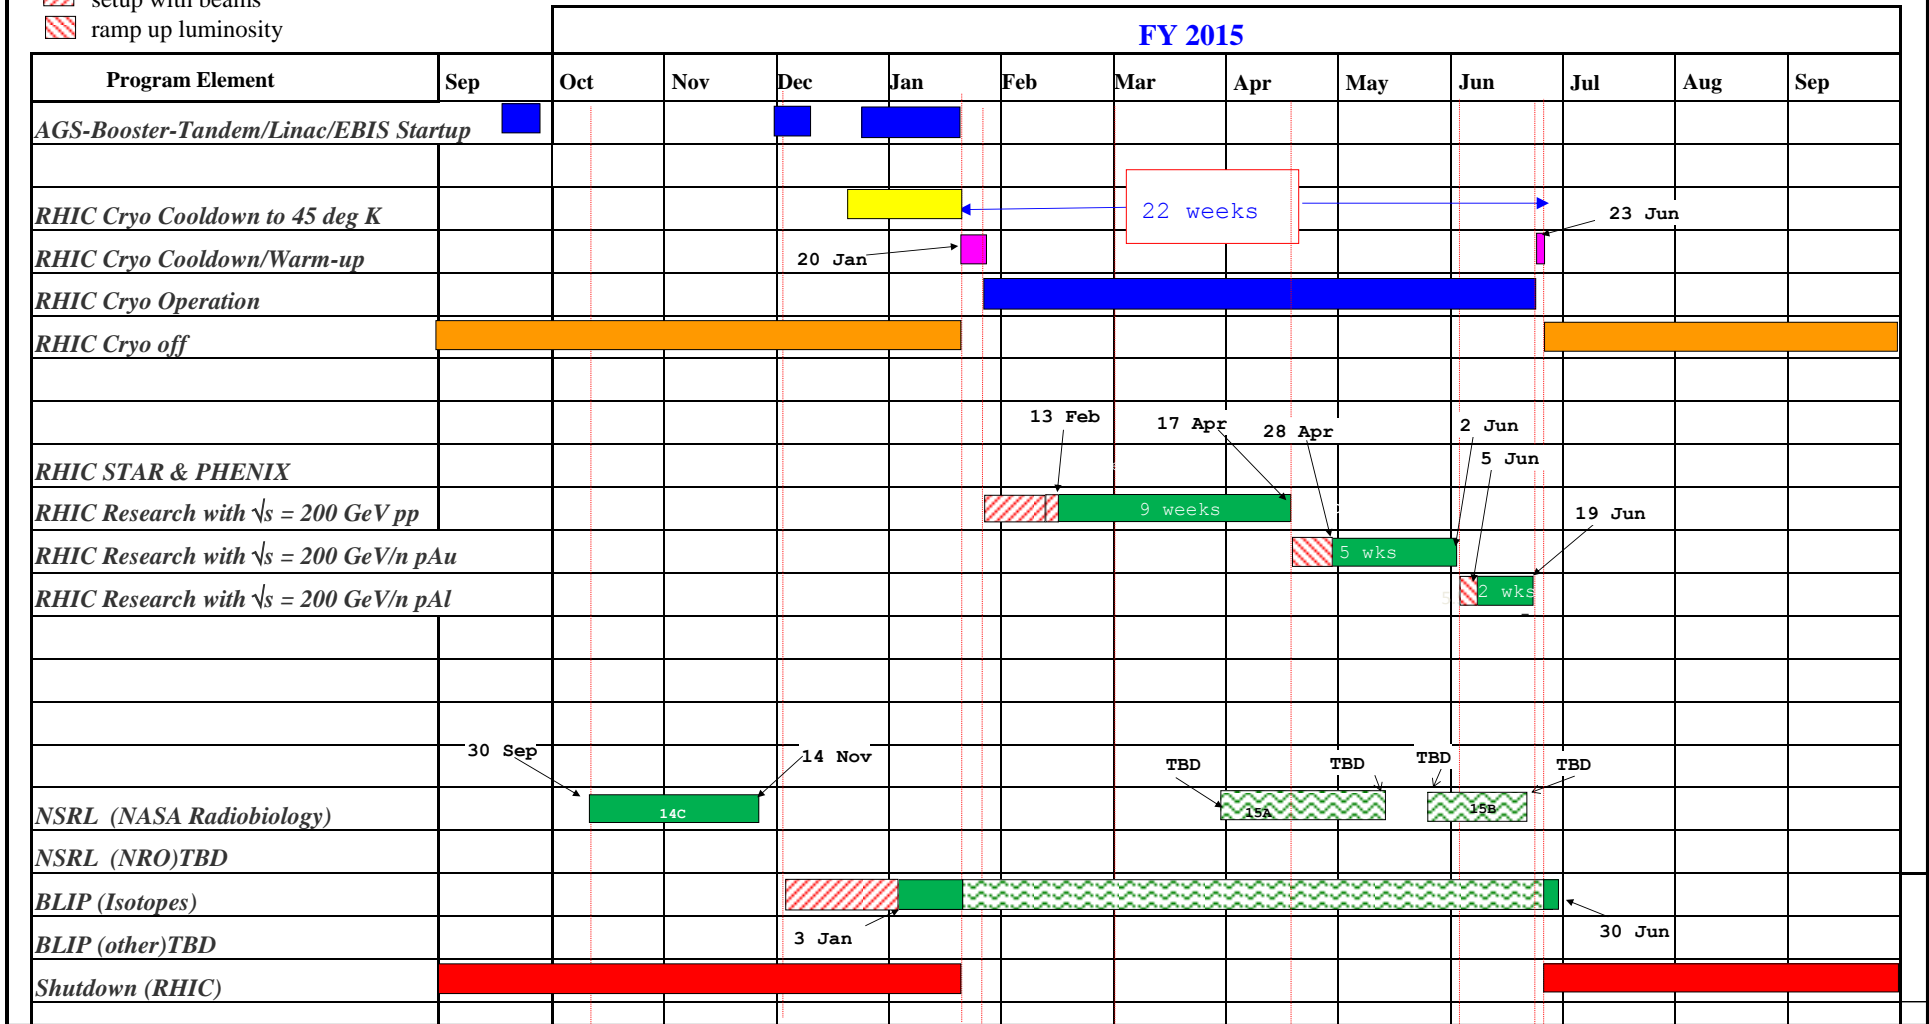 setup with beams
ramp up luminosity
FY 2015
Program Element Sep Oct Nov Dec Jan Feb Mar Apr May Jun Jul Aug Sep
AGS-Booster-Tandem/Linac/EBIS Startup
RHIC Cryo Cooldown to 45 deg K
22 weeks
23 Jun
RHIC Cryo Cooldown/Warm-up
20 Jan
RHIC Cryo Operation
RHIC Cryo off
13 Feb
17 Apr
28 Apr
2 Jun
5 Jun
RHIC STAR & PHENIX
RHIC Research with √s = 200 GeV pp
9 weeks
19 Jun
RHIC Research with √s = 200 GeV/n pAu
5 wks
RHIC Research with √s = 200 GeV/n pAl
2 wks
30 Sep
14 Nov
TBD
TBD
TBD
TBD
NSRL (NASA Radiobiology)
14C
15A
15B
NSRL (NRO)TBD
BLIP (Isotopes)
3 Jan
30 Jun
BLIP (other)TBD
Shutdown (RHIC)